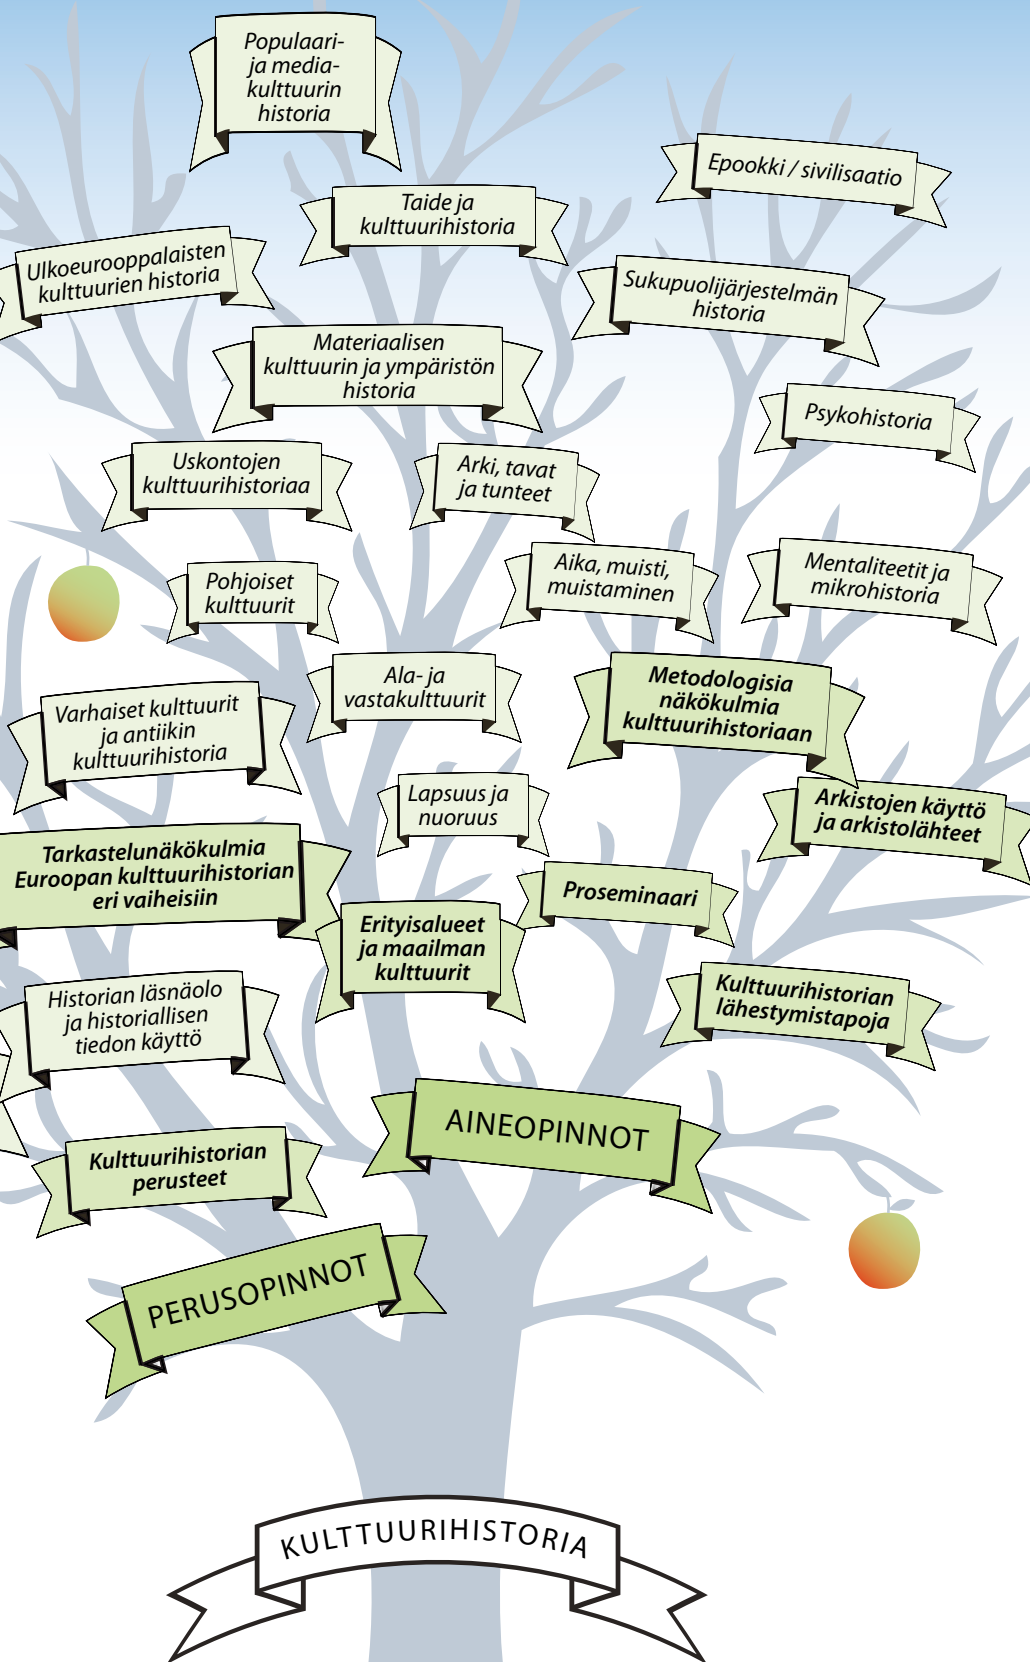 Populaari-
ja media-
kulttuurin
historia
Epookki / sivilisaatio
Taide ja
kulttuurihistoria
Ulkoeurooppalaisten
kulttuurien historia
Sukupuolijärjestelmän
historia
Materiaalisen
kulttuurin ja ympäristön
historia
Psykohistoria
Uskontojen
kulttuurihistoriaa
Arki, tavat
ja tunteet
Aika, muisti,
muistaminen
Mentaliteetit ja
mikrohistoria
Pohjoiset
kulttuurit
Ala- ja
vastakulttuurit
Metodologisia
näkökulmia
kulttuurihistoriaan
Varhaiset kulttuurit
ja antiikin
kulttuurihistoria
Lapsuus ja
nuoruus
Arkistojen käyttö
ja arkistolähteet
Tarkastelunäkökulmia
Euroopan kulttuurihistorian
eri vaiheisiin
Proseminaari
Erityisalueet
ja maailman
kulttuurit
Historian läsnäolo
ja historiallisen
tiedon käyttö
Kulttuurihistorian
lähestymistapoja
AINEOPINNOT
Kulttuurihistorian
perusteet
PERUSOPINNOT
KULTTUURIHISTORIA